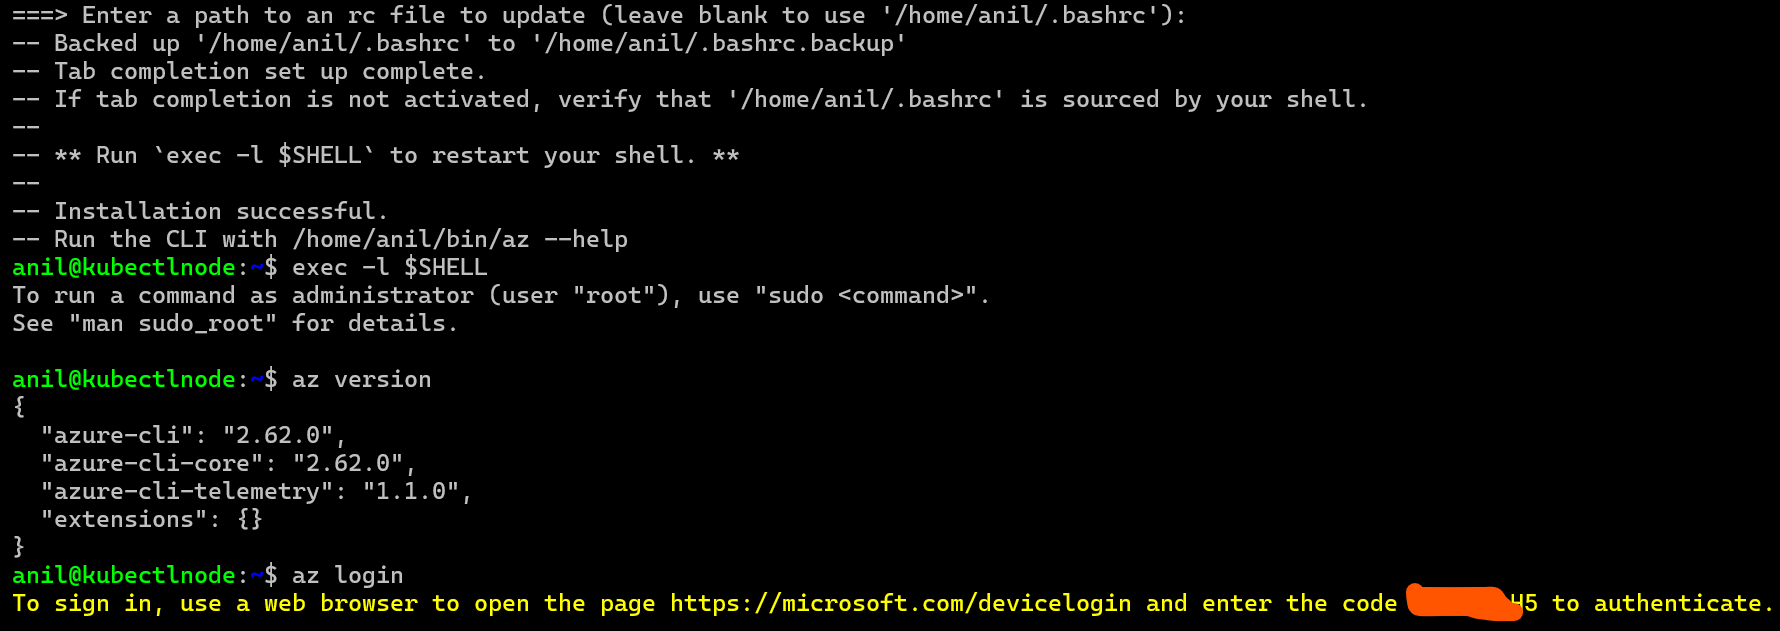 ===> Enter a path to an rc file to update (leave blank to use '/home/anil/.bashrc'):
-- Backed up '/home/anil/.bashrc' to '/home/anil/.bashrc.backup'
-- Tab completion set up complete.
-- If tab completion is not activated, verify that '/home/anil/.bashrc' is sourced by your shell.
--
-- ** Run `exec -l $SHELL` to restart your shell. **
--
-- Installation successful.
-- Run the CLI with /home/anil/bin/az --help
anil@kubectlnode:~$ exec -l $SHELL
To run a command as administrator (user "root"), use "sudo <command>".
See "man sudo_root" for details.
anil@kubectlnode:~$ az version
{
  "azure-cli": "2.62.0",
  "azure-cli-core": "2.62.0",
  "azure-cli-telemetry": "1.1.0",
  "extensions": {}
}
anil@kubectlnode:~$ az login
To sign in, use a web browser to open the page https://microsoft.com/devicelogin and enter the code H5 to authenticate.